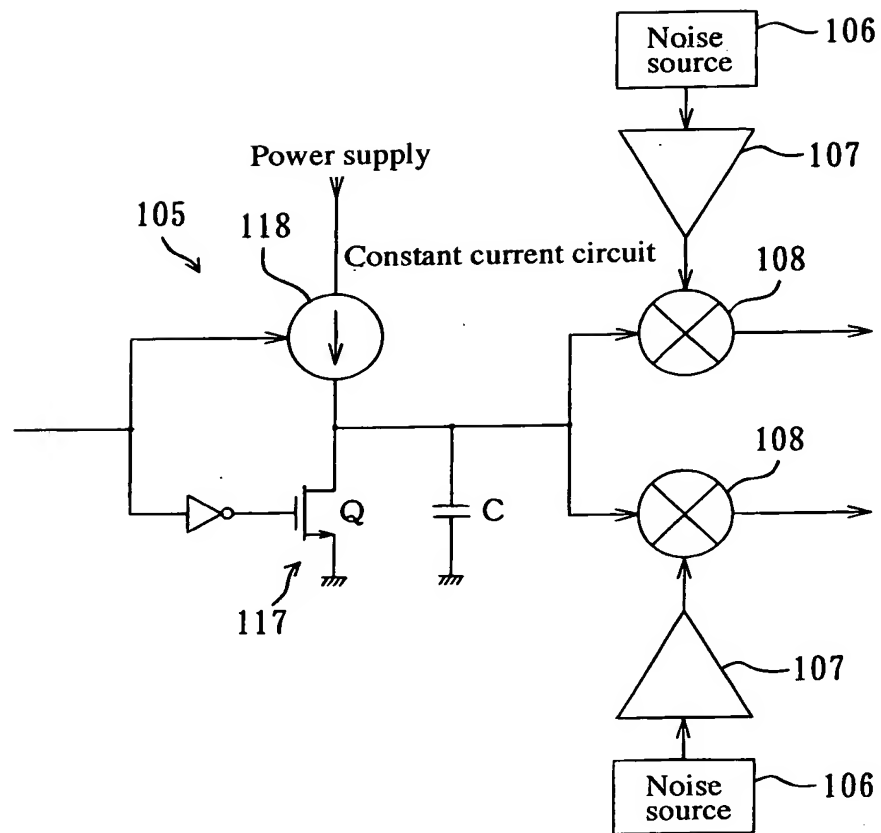 Noise
source
106
107
Power supply
105
118
Constant current circuit
108
108
Q
C
117
107
Noise
source
106